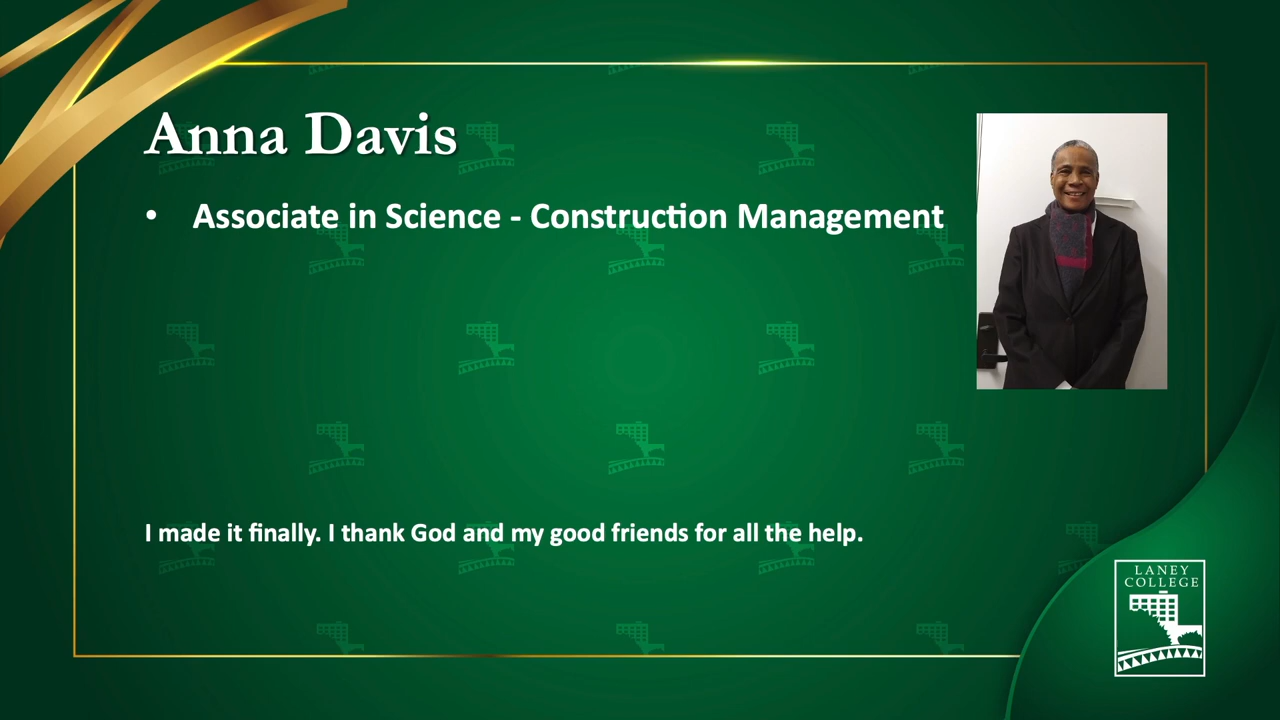 Anna Davis
• Associate in Science - Construction Management
I made it finally. I thank God and my good friends for all the help.
LANEY
COLLEGE